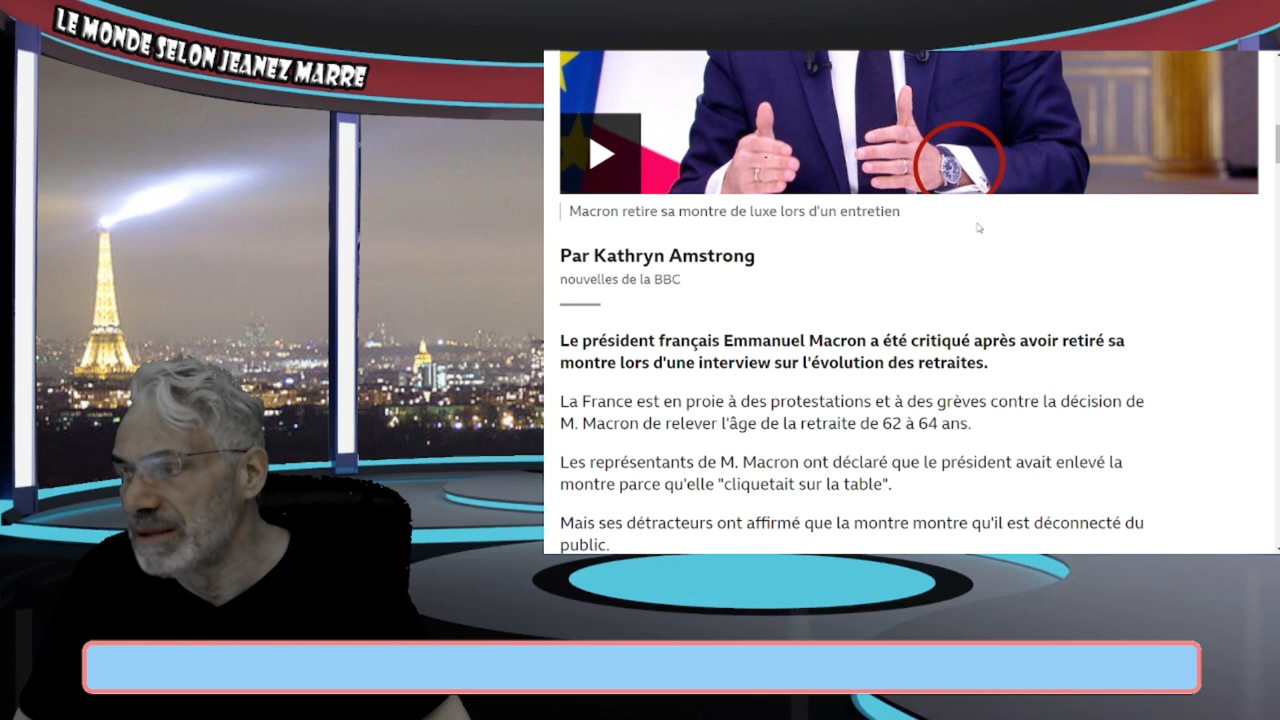 LE MONDE SELON JEANEZ MARRE
Macron retire sa montre de luxe lors d'un entretien
Par Kathryn Amstrong
nouvelles de la BBC
Le président français Emmanuel Macron a été critiqué après avoir retiré sa
montre lors d'une interview sur l'évolution des retraites.
La France est en proie à des protestations et à des grèves contre la décision de
M. Macron de relever l'âge de la retraite de 62 à 64 ans.
Les représentants de M. Macron ont déclaré que le président avait enlevé la
montre parce qu'elle "cliquetait sur la table".
Mais ses détracteurs ont affirmé que la montre montre qu'il est déconnecté du
public.